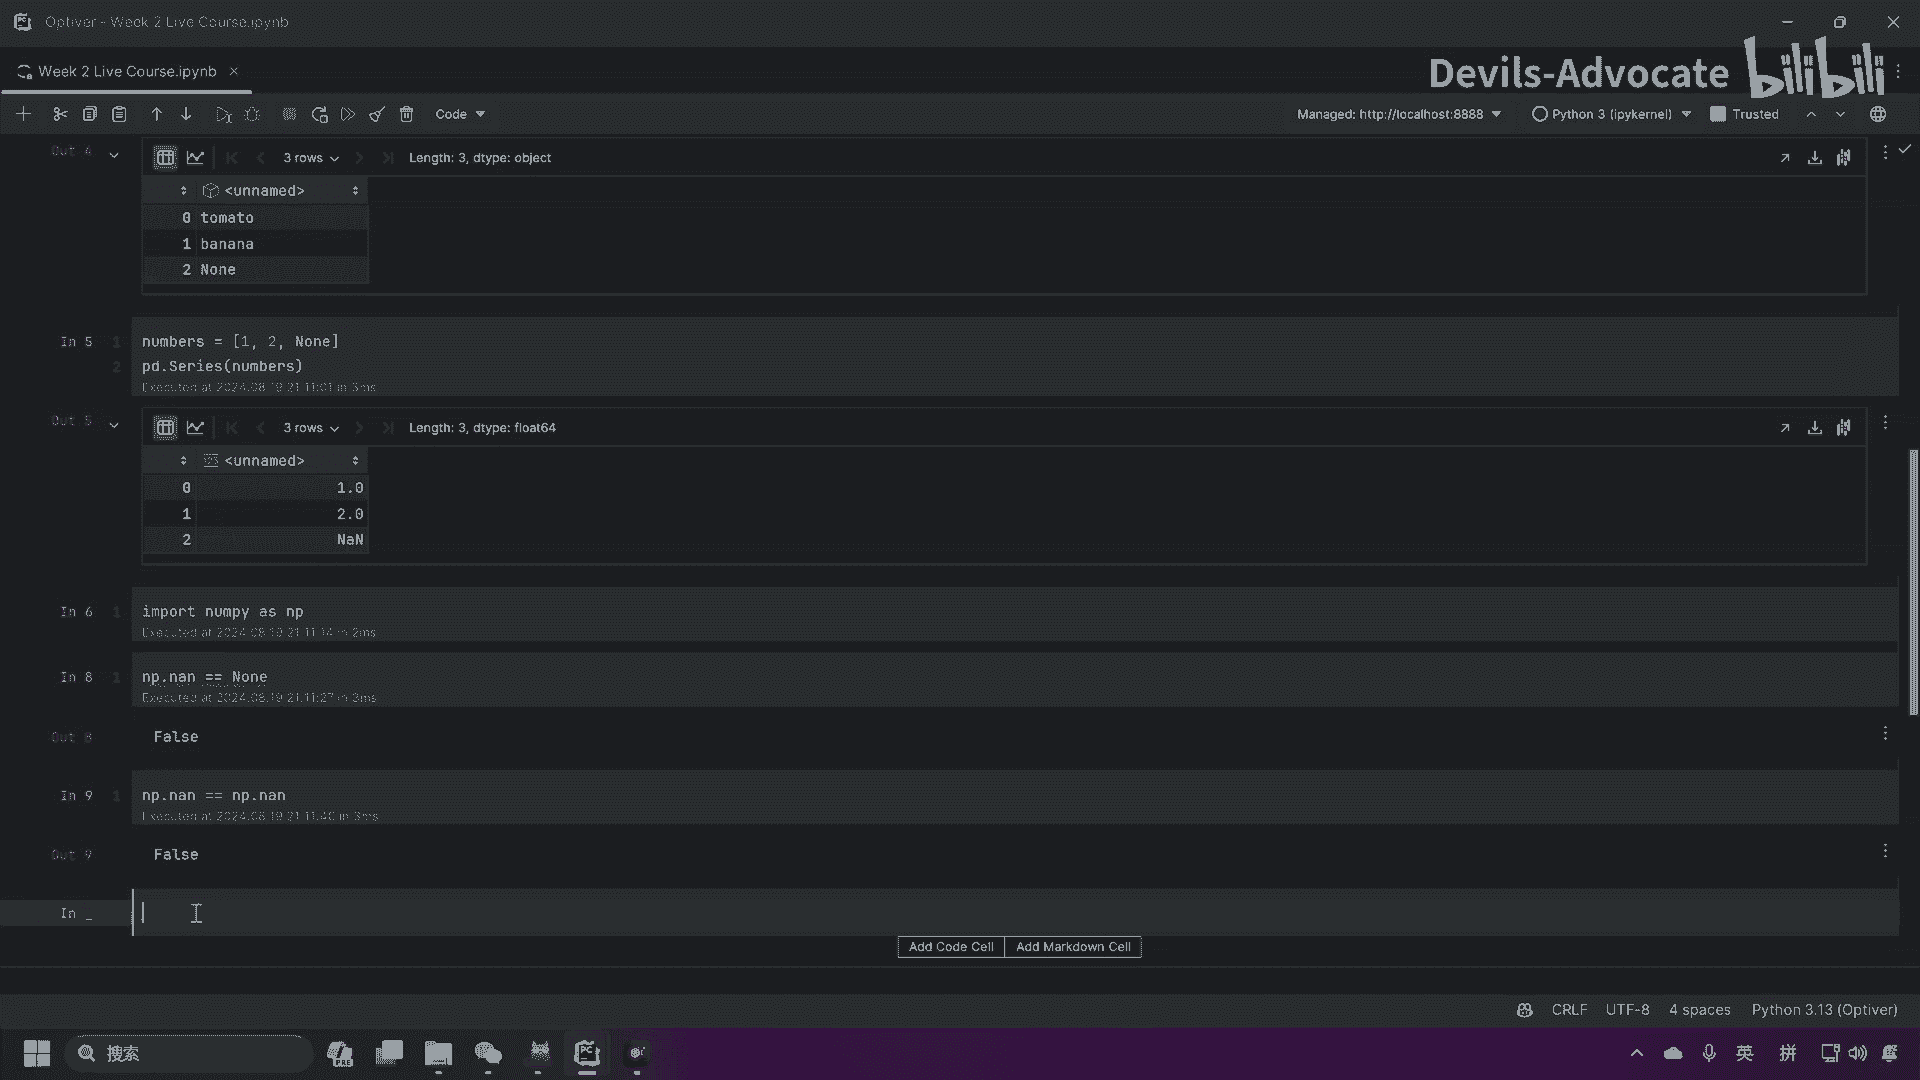 Optiver - Week 2 Live Course.ipynb
Week 2 Live Course.ipynb
Devils-Advocate bilibili
Code
Managed: http://localhost:8888
Python 3 (ipykernel)
Trusted
Out 4
3 rows
Length: 3, dtype: object
<unnamed>
0 tomato
1 banana
2 None
In 5
1 numbers = [1, 2, None]
2 pd.Series(numbers)
Executed at 2024.08.19 21:11:01 in 3ms
Out 5
3 rows
Length: 3, dtype: float64
<unnamed>
0 1.0
1 2.0
2 NaN
In 6
1 import numpy as np
Executed at 2024.08.19 21:11:14 in 2ms
In 8
1 np.nan == None
Executed at 2024.08.19 21:11:27 in 3ms
Out 8
False
In 9
1 np.nan == np.nan
Executed at 2024.08.19 21:11:40 in 3ms
Out 9
False
In _
Add Code Cell
Add Markdown Cell
CRLF
UTF-8
4 spaces
Python 3.13 (Optiver)
搜索
PRE
PC
英
拼